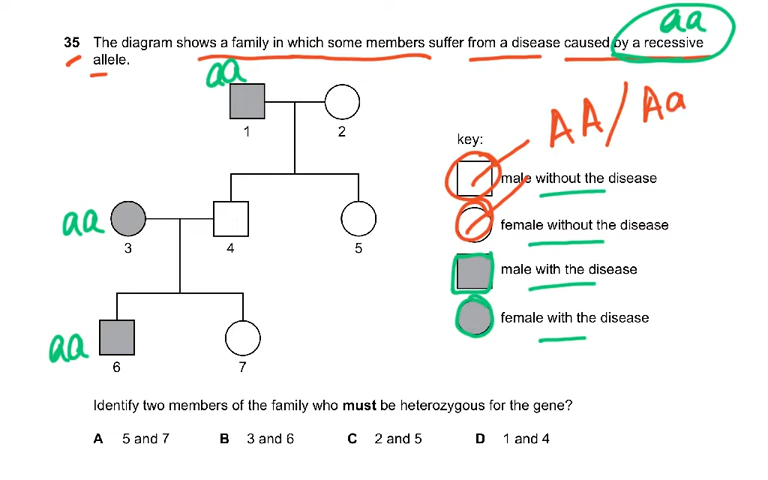 aa
35 The diagram shows a family in which some members suffer from a disease caused by a recessive
allele.
aa
AA/Aa
1
2
key:
male without the disease
aa
3
4
5
female without the disease
male with the disease
female with the disease
aa
6
7
Identify two members of the family who must be heterozygous for the gene?
A 5 and 7 B 3 and 6 C 2 and 5 D 1 and 4